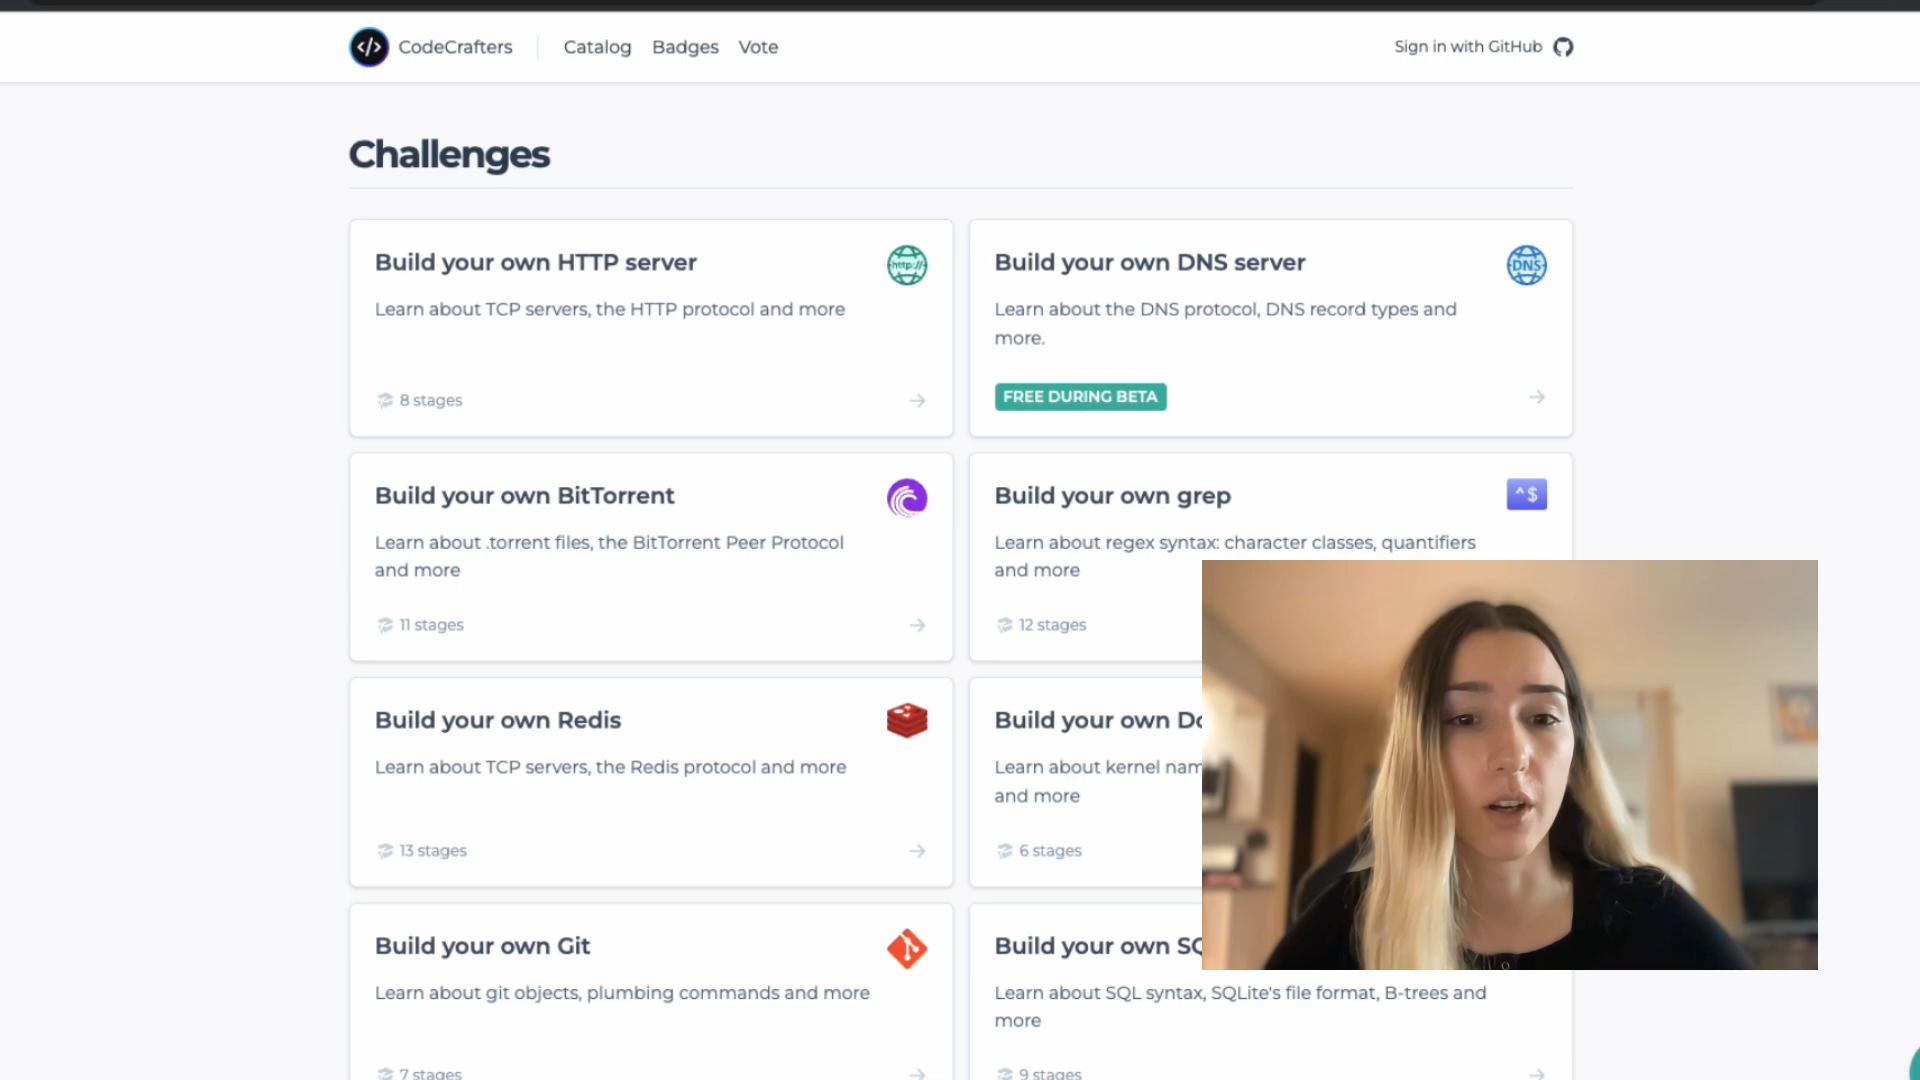 </> CodeCrafters Catalog Badges Vote Sign in with GitHub
Challenges
Build your own HTTP server
http://
Learn about TCP servers, the HTTP protocol and more
8 stages
Build your own DNS server
DNS
Learn about the DNS protocol, DNS record types and
more.
FREE DURING BETA
Build your own BitTorrent
Learn about .torrent files, the BitTorrent Peer Protocol
and more
11 stages
Build your own grep
^$
Learn about regex syntax: character classes, quantifiers
and more
12 stages
Build your own Redis
Learn about TCP servers, the Redis protocol and more
13 stages
Build your own Do
Learn about kernel nam
and more
6 stages
Build your own Git
Learn about git objects, plumbing commands and more
7 stages
Build your own SQ
Learn about SQL syntax, SQLite's file format, B-trees and
more
9 stages